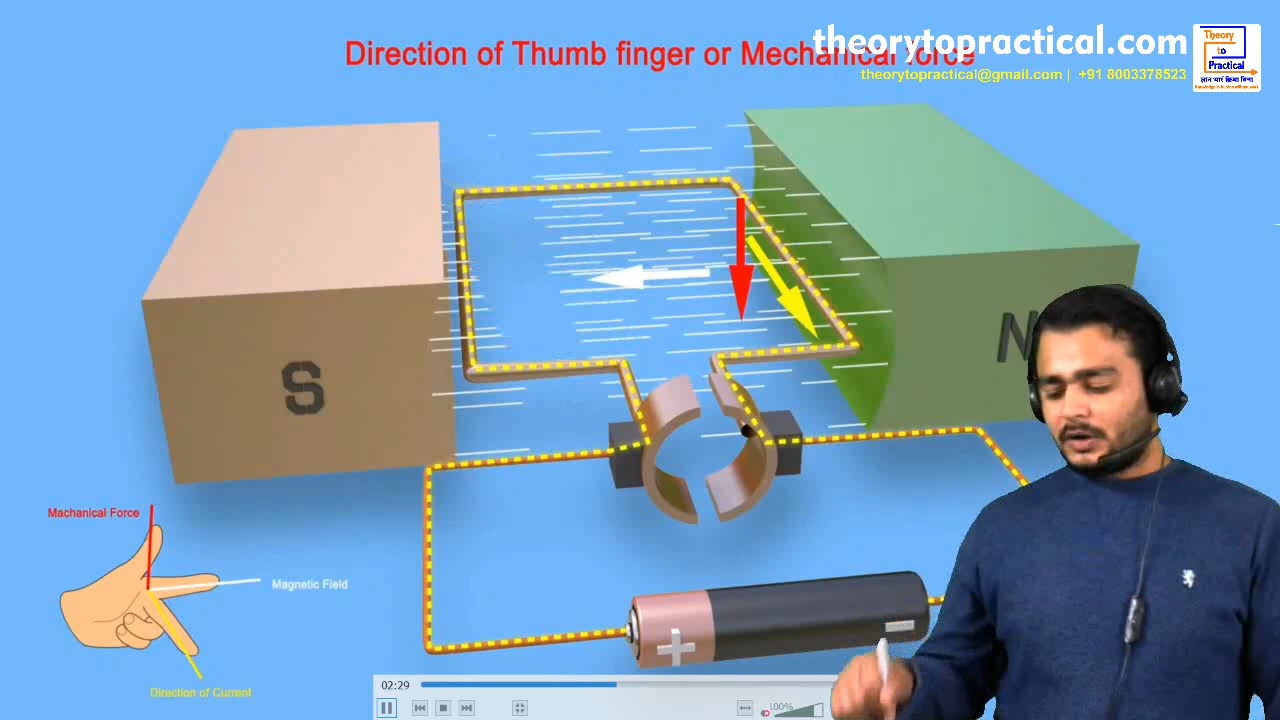 Direction of Thumb finger or Mechanical force
theorytopractical.com
theorytopractical@gmail.com | +91 8003378523
Theory
to
Practical
S
N
Machanical Force
Magnetic Field
Direction of Current
+
02:29
100%